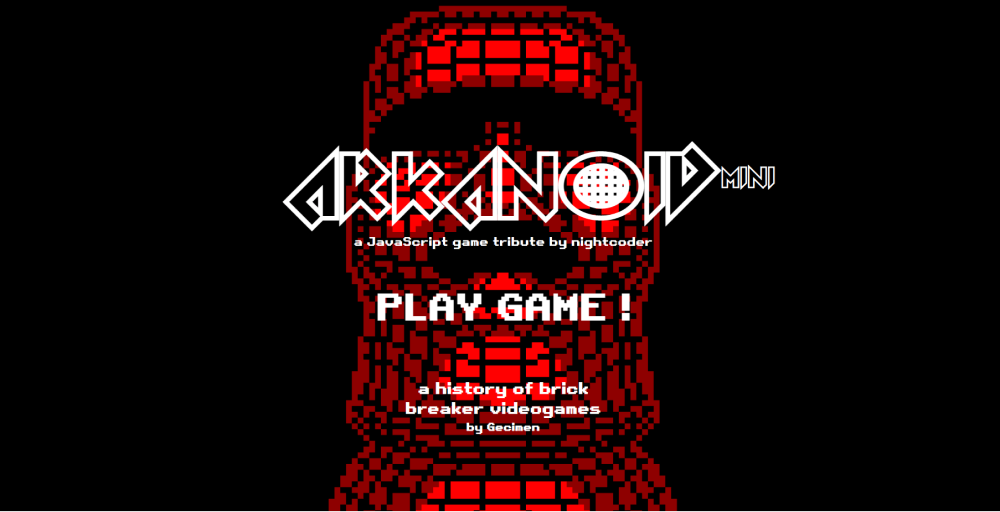 ARKANOID MINI
a JavaScript game tribute by nightcoder
PLAY GAME !
a history of brick
breaker videogames
by Gecimen